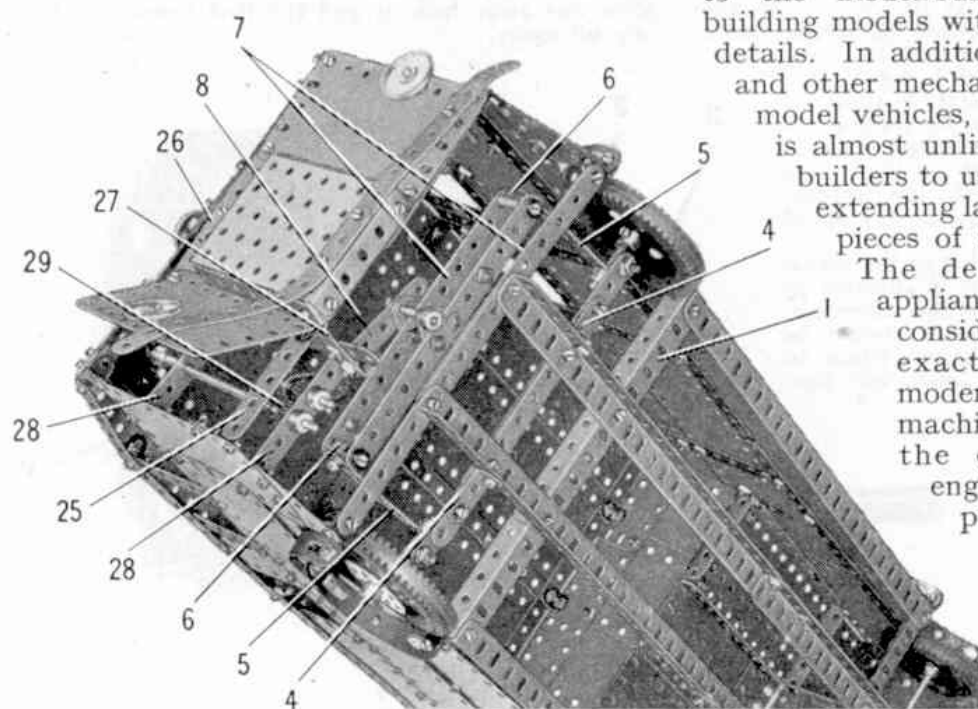 7
8
6
26
5
27
4
29
1
28
25
28
6
5
4
building models wit
details. In additio
and other mecha
model vehicles,
is almost unli
builders to u
extending la
pieces of
The de
applian
consid
exact
moder
machi
the
eng
p